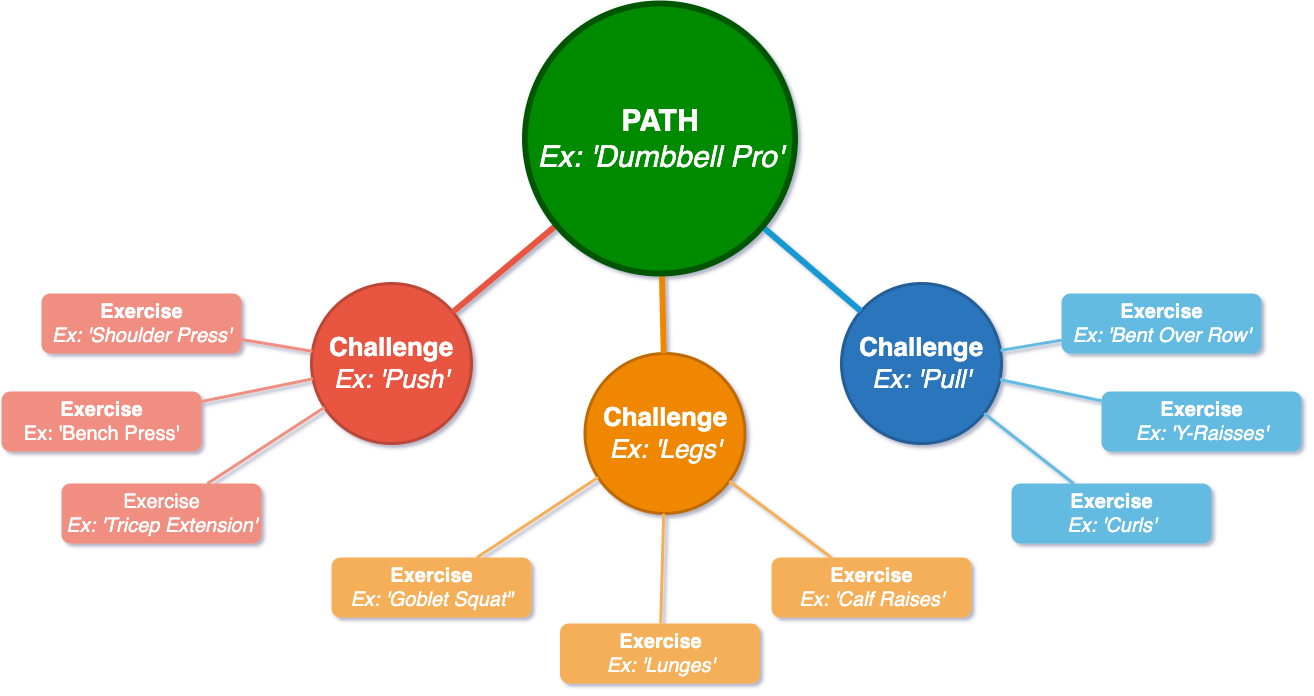 PATH
Ex: 'Dumbbell Pro'
Exercise
Ex: 'Shoulder Press'
Exercise
Ex: 'Bench Press'
Exercise
Ex: 'Tricep Extension'
Challenge
Ex: 'Push'
Challenge
Ex: 'Legs'
Exercise
Ex: 'Goblet Squat"
Exercise
Ex: 'Lunges'
Exercise
Ex: 'Calf Raises'
Challenge
Ex: 'Pull'
Exercise
Ex: 'Bent Over Row'
Exercise
Ex: 'Y-Raisses'
Exercise
Ex: 'Curls'